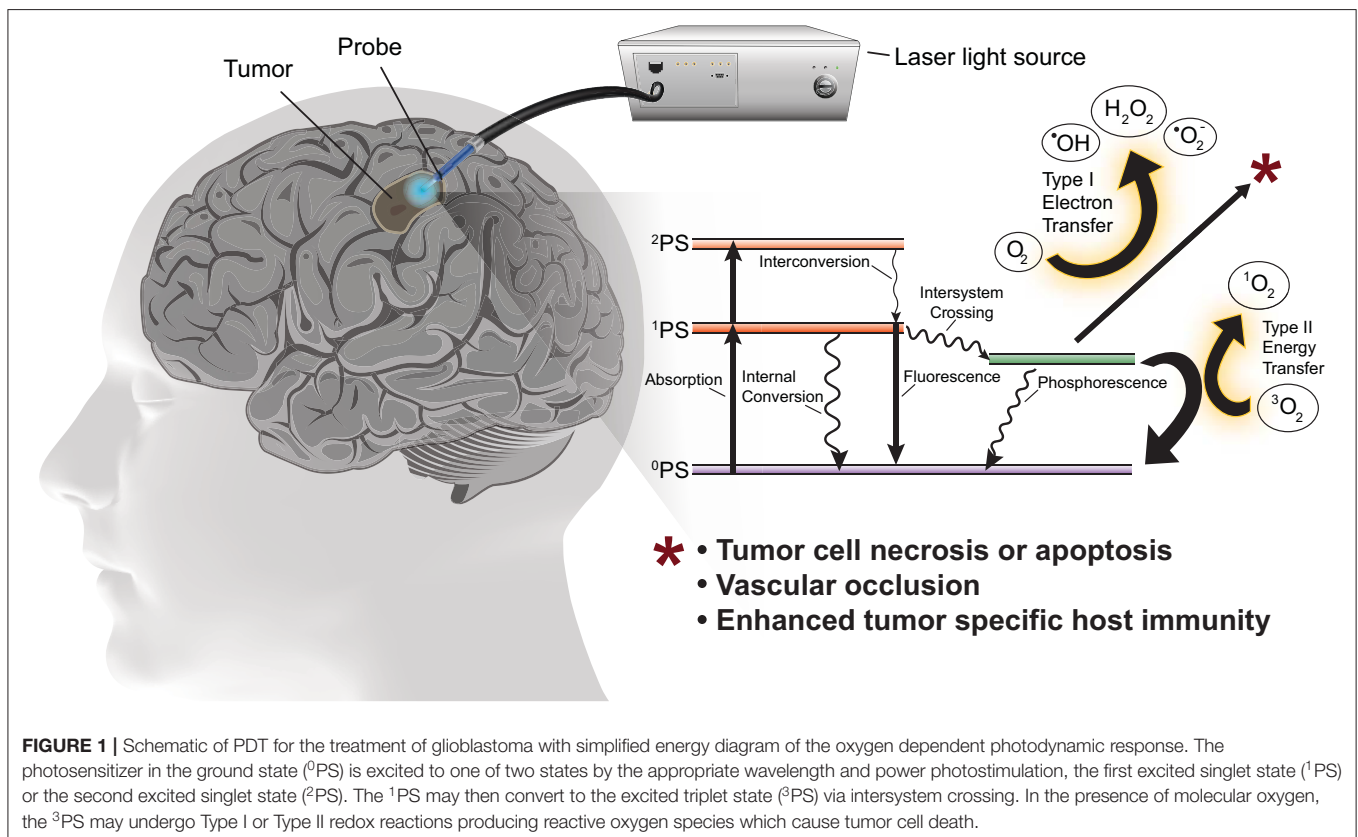 Probe
Tumor
Laser light source
H₂O₂
•OH
•O₂⁻
Type I
Electron
Transfer
O₂
*
²PS
Interconversion
Intersystem
Crossing
¹O₂
Type II
Energy
Transfer
³O₂
¹PS
Absorption
Internal
Conversion
Fluorescence
Phosphorescence
⁰PS
* • Tumor cell necrosis or apoptosis
• Vascular occlusion
• Enhanced tumor specific host immunity
FIGURE 1 | Schematic of PDT for the treatment of glioblastoma with simplified energy diagram of the oxygen dependent photodynamic response. The
photosensitizer in the ground state (⁰PS) is excited to one of two states by the appropriate wavelength and power photostimulation, the first excited singlet state (¹PS)
or the second excited singlet state (²PS). The ¹PS may then convert to the excited triplet state (³PS) via intersystem crossing. In the presence of molecular oxygen,
the ³PS may undergo Type I or Type II redox reactions producing reactive oxygen species which cause tumor cell death.